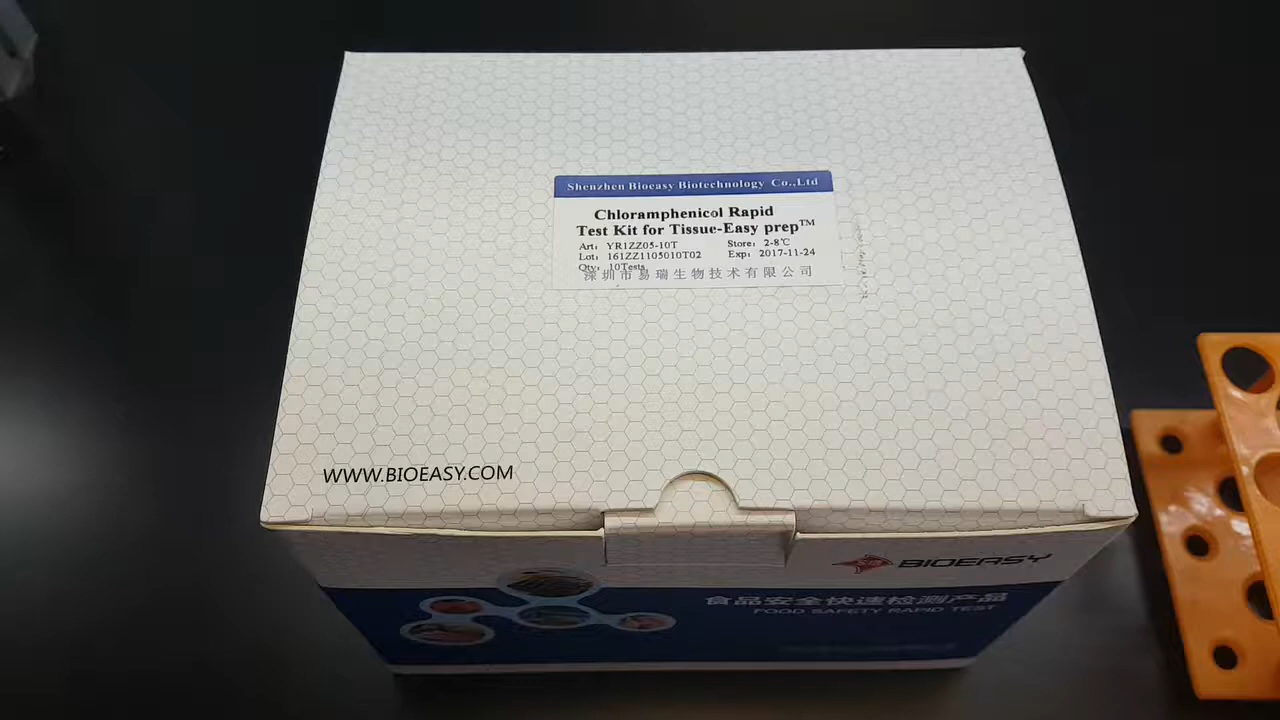 Shenzhen Bioeasy Biotechnology Co.,Ltd
Chloramphenicol Rapid
Test Kit for Tissue-Easy prep™
Art: YR1ZZ05-10T Store: 2-8℃
Lot: 161ZZ1105010T02 Exp: 2017-11-24
Qty: 10Tests
深圳市易瑞生物技术有限公司
WWW.BIOEASY.COM
BIOEASY
食品安全快速检测产品
FOOD SAFETY RAPID TEST